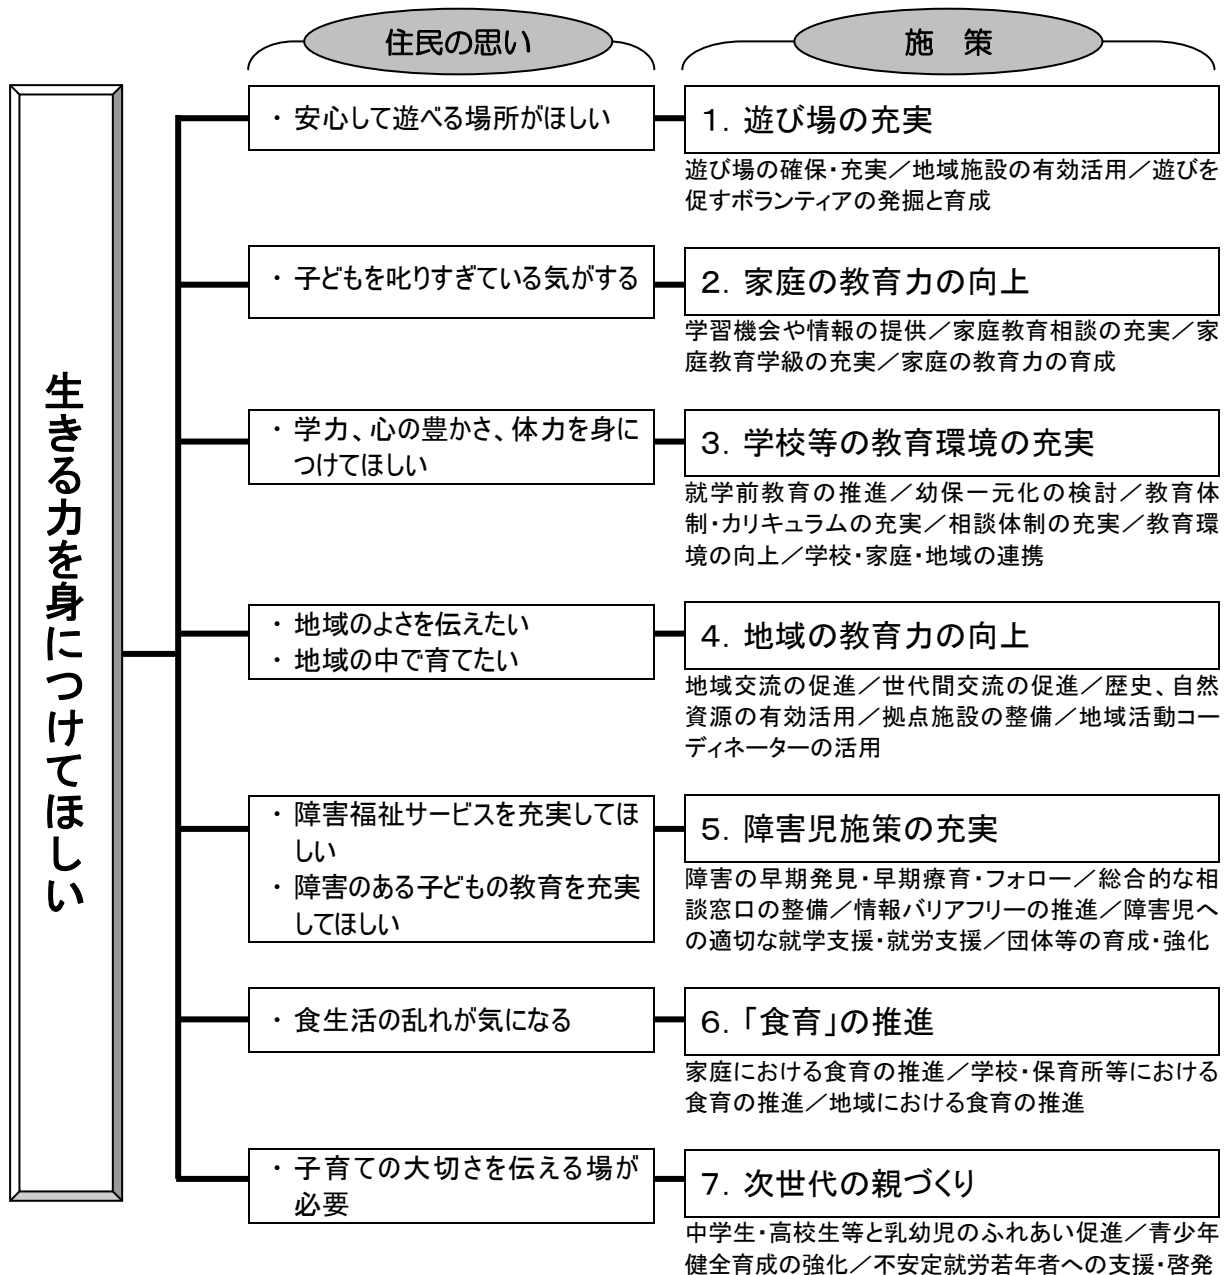 住民の思い
施　策
生きる力を身につけてほしい
・ 安心して遊べる場所がほしい
１．遊び場の充実
遊び場の確保・充実／地域施設の有効活用／遊びを
促すボランティアの発掘と育成
・ 子どもを叱りすぎている気がする
２．家庭の教育力の向上
学習機会や情報の提供／家庭教育相談の充実／家
庭教育学級の充実／家庭の教育力の育成
・ 学力、心の豊かさ、体力を身に
つけてほしい
３．学校等の教育環境の充実
就学前教育の推進／幼保一元化の検討／教育体
制・カリキュラムの充実／相談体制の充実／教育環
境の向上／学校・家庭・地域の連携
・ 地域のよさを伝えたい
・ 地域の中で育てたい
４．地域の教育力の向上
地域交流の促進／世代間交流の促進／歴史、自然
資源の有効活用／拠点施設の整備／地域活動コー
ディネーターの活用
・ 障害福祉サービスを充実してほ
しい
・ 障害のある子どもの教育を充実
してほしい
５．障害児施策の充実
障害の早期発見・早期療育・フォロー／総合的な相
談窓口の整備／情報バリアフリーの推進／障害児へ
の適切な就学支援・就労支援／団体等の育成・強化
・ 食生活の乱れが気になる
６．「食育」の推進
家庭における食育の推進／学校・保育所等における
食育の推進／地域における食育の推進
・ 子育ての大切さを伝える場が
必要
７．次世代の親づくり
中学生・高校生等と乳幼児のふれあい促進／青少年
健全育成の強化／不安定就労若年者への支援・啓発